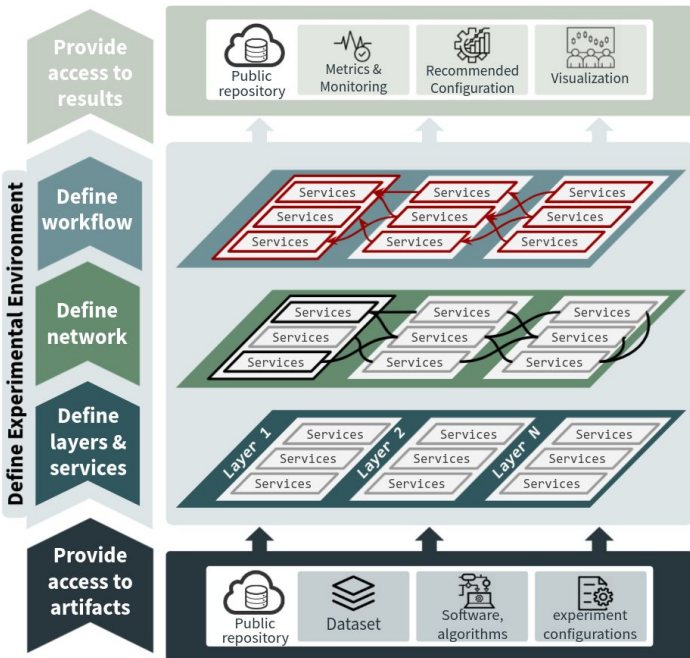 Provide
access to
results
Public
repository
Metrics &
Monitoring
Recommended
Configuration
Visualization
Define Experimental Environment
Define
workflow
Services Services Services
Services Services Services
Services Services Services
Define
network
Services Services Services
Services Services Services
Services Services Services
Define
layers &
services
Layer 1 Layer 2 Layer N
Services Services Services
Services Services Services
Services Services Services
Provide
access to
artifacts
Public
repository
Dataset
Software,
algorithms
experiment
configurations